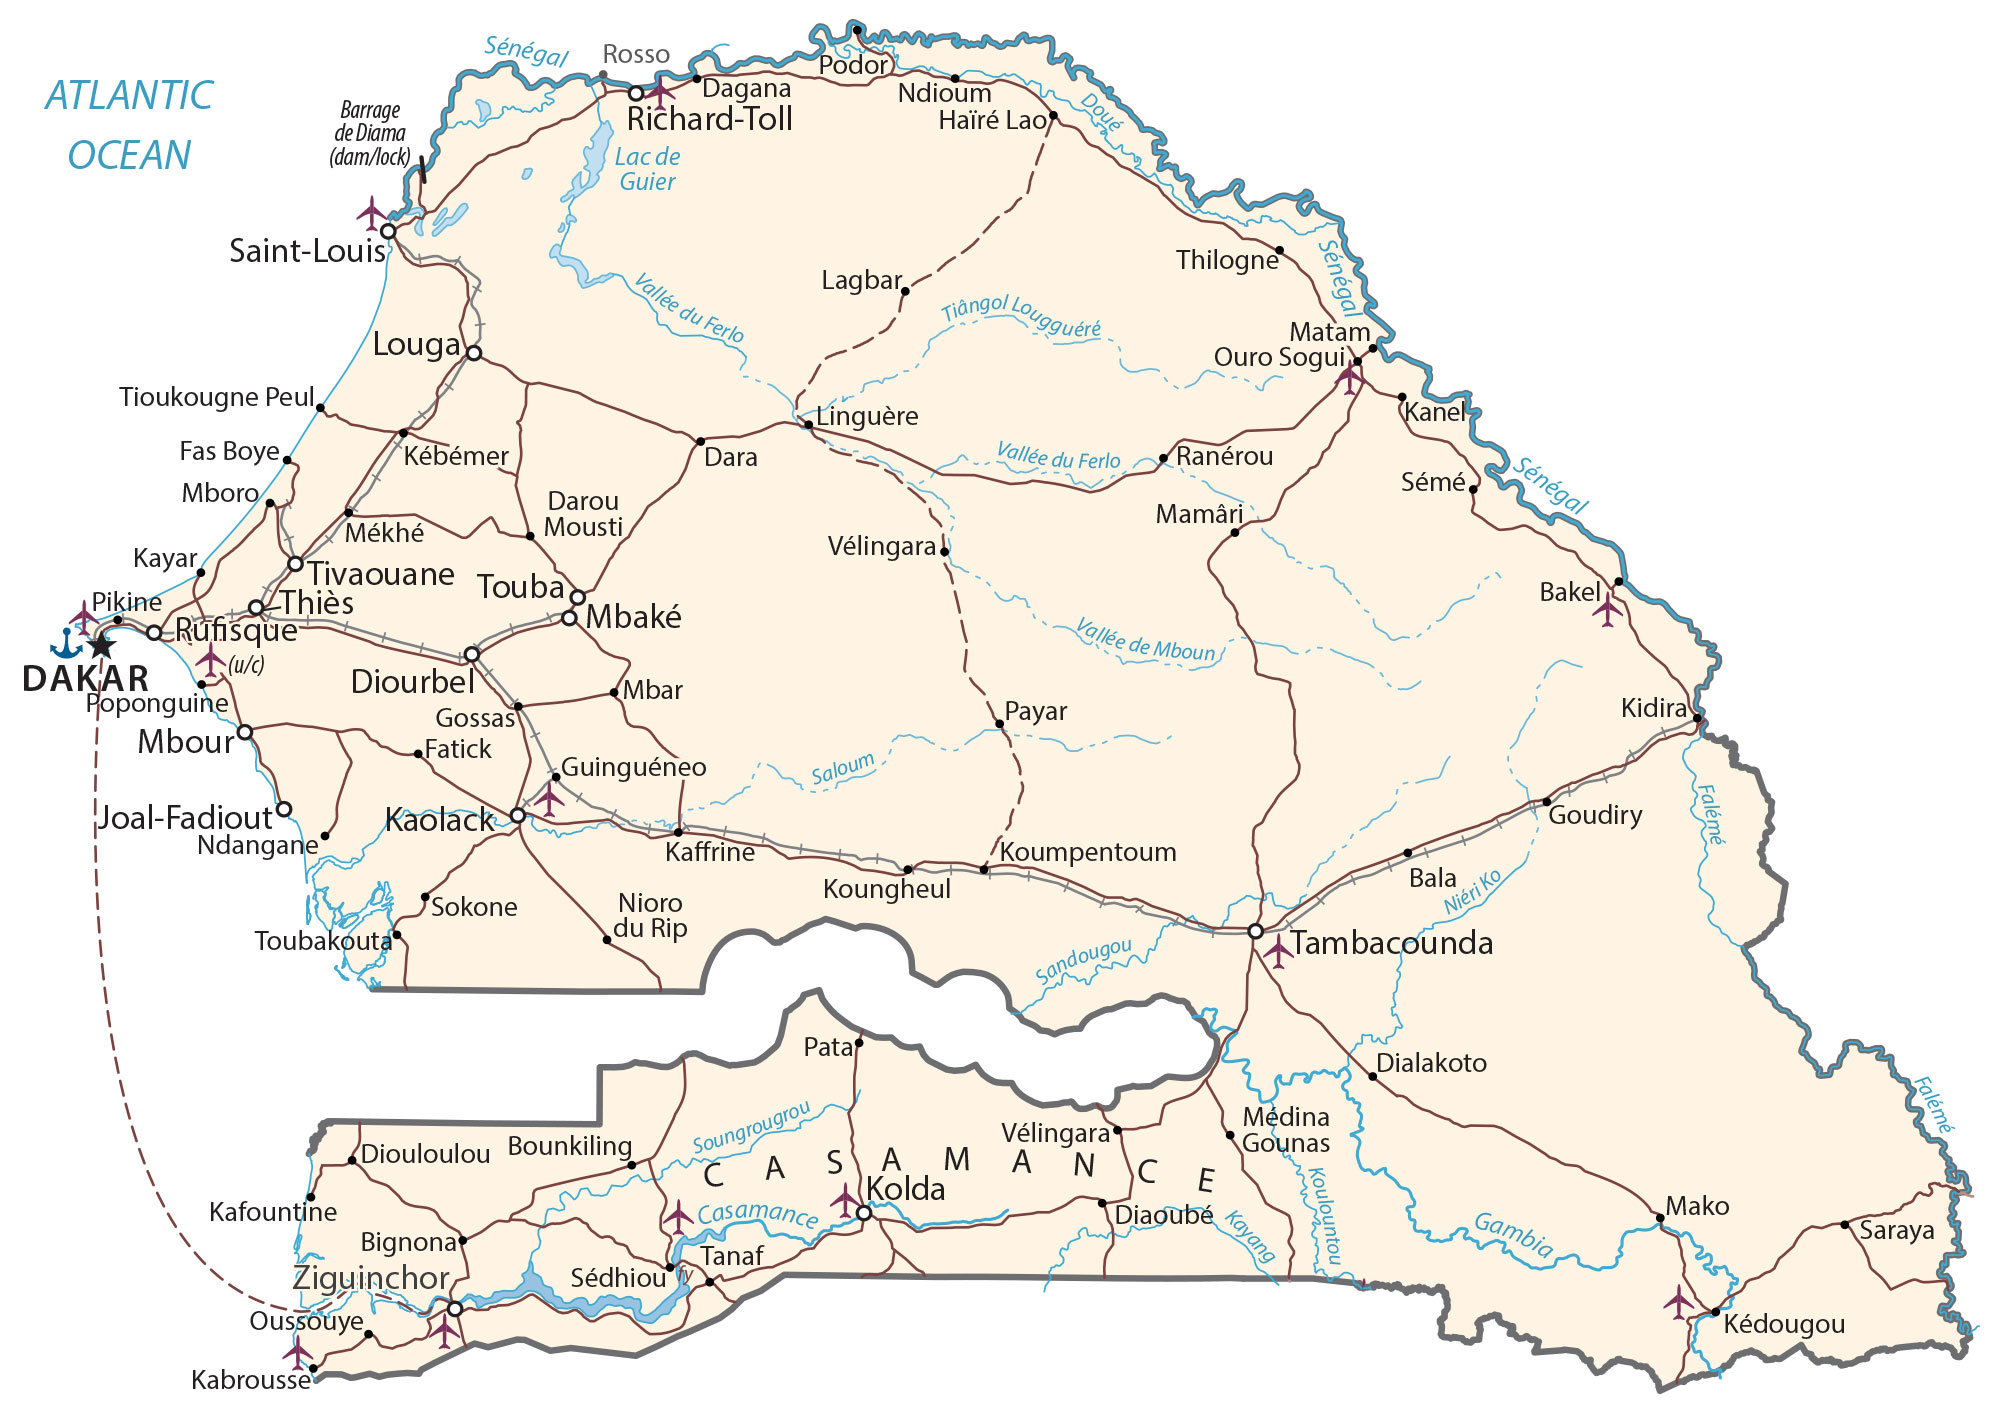 Sénégal
Rosso
Podor
Dagana
Ndioum
ATLANTIC
OCEAN
Barrage
de Diama
(dam/lock)
Richard-Toll
Haïré Lao
Doué
Lac de
Guier
Saint-Louis
Thilogne
Sénégal
Lagbar
Vallée du Ferlo
Tiângol Lougguéré
Matam
Ouro Sogui
Louga
Tioukougne Peul
Kanel
Linguère
Fas Boye
Kébémer
Dara
Vallée du Ferlo
Ranérou
Sémé
Sénégal
Mboro
Darou
Mousti
Mékhé
Mamâri
Vélingara
Kayar
Tivaouane
Touba
Bakel
Pikine
Thiès
Mbaké
Rufisque
(u/c)
Vallée de Mboun
DAKAR
Diourbel
Mbar
Poponguine
Gossas
Payar
Kidira
Mbour
Fatick
Guinguéneo
Saloum
Joal-Fadiout
Kaolack
Goudiry
Falémé
Ndangane
Kaffrine
Koumpentoum
Koungheul
Bala
Niéri Ko
Sokone
Nioro
du Rip
Toubakouta
Sandougou
Tambacounda
Pata
Dialakoto
Falémé
Soungrougrou
Médina
Gounas
Vélingara
Bounkiling
Diouloulou
CASAMANCE
Kolda
Kafountine
Casamance
Diaoubé
Kayang
Koulountou
Mako
Gambia
Saraya
Bignona
Tanaf
Ziguinchor
Sédhiou
fy
Oussouye
Kédougou
Kabrousse